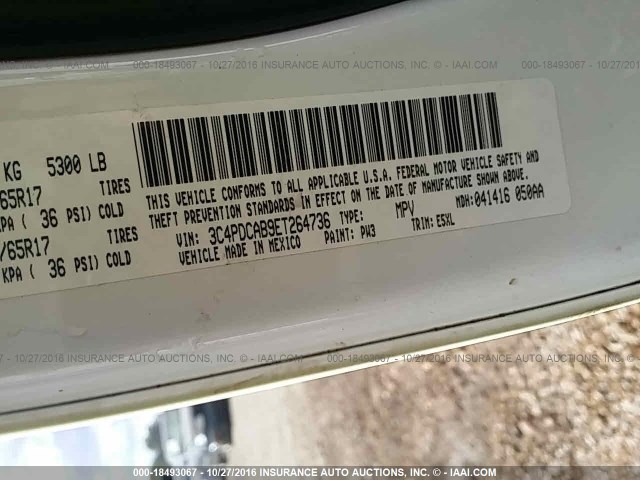 000-18493067 - 10/27/2016 INSURANCE AUTO AUCTIONS, INC. - © IAAI.COM
KG 5300 LB
65R17 TIRES
KPA ( 36 PSI) COLD
/65R17 TIRES
KPA ( 36 PSI) COLD
THIS VEHICLE CONFORMS TO ALL APPLICABLE U.S.A. FEDERAL MOTOR VEHICLE SAFETY AND
THEFT PREVENTION STANDARDS IN EFFECT ON THE DATE OF MANUFACTURE SHOWN ABOVE.
VIN: 3C4PDCAB9ET264736 TYPE: MPV MDH: 041416 050AA
VEHICLE MADE IN MEXICO PAINT: PW3 TRIM: E5XL
000-18493067 - 10/27/2016 INSURANCE AUTO AUCTIONS, INC. - © IAAI.COM
000-18493067 - 10/27/2016 INSURANCE AUTO AUCTIONS, INC. - © IAAI.COM